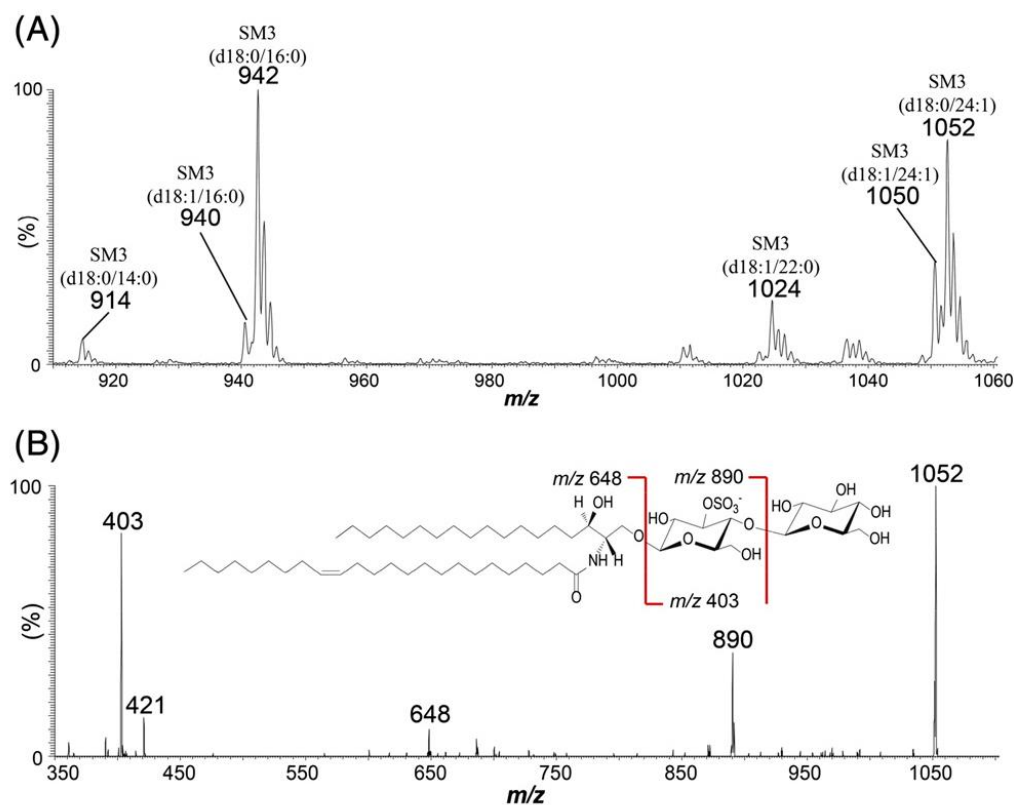 (A)
SM3
(d18:0/16:0)
942
SM3
(d18:0/24:1)
1052
100
SM3
(d18:1/24:1)
1050
SM3
(d18:1/16:0)
940
SM3
(d18:1/22:0)
1024
SM3
(d18:0/14:0)
914
(%)
0
920 940 960 980 1000 1020 1040 1060
m/z
(B)
100
403
m/z 648 m/z 890
1052
H OH
OSO3-
HO
O
O
OH
NH
H
O
HO
OH
OH
HO
O
OH
O
m/z 403
890
(%)
421
648
0
350 450 550 650 750 850 950 1050
m/z